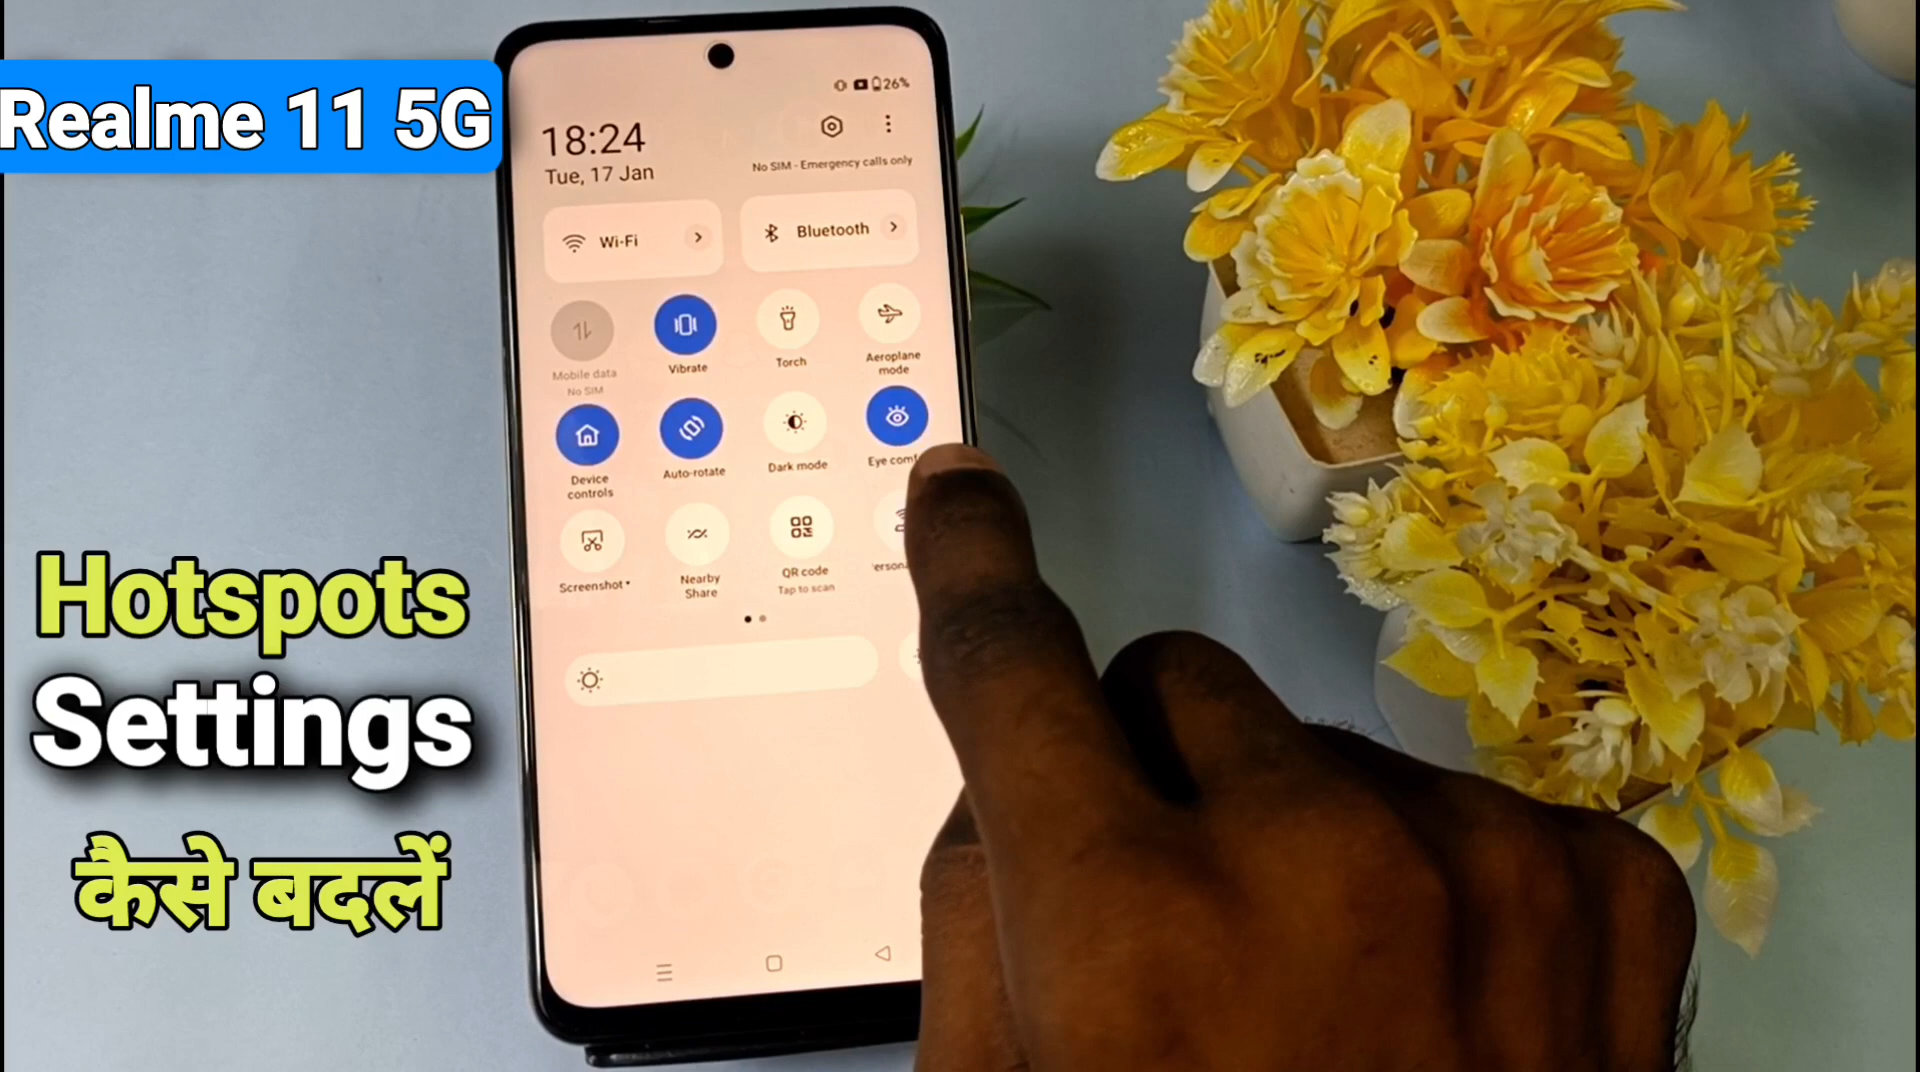 Realme 11 5G
26%
18:24
Tue, 17 Jan
No SIM - Emergency calls only
Wi-Fi
Bluetooth
Mobile data
No SIM
Vibrate
Torch
Aeroplane
mode
Device
controls
Auto-rotate
Dark mode
Eye
Screenshot
Nearby
Share
QR code
Tap to scan
Hotspots
Settings
कैसे बदलें